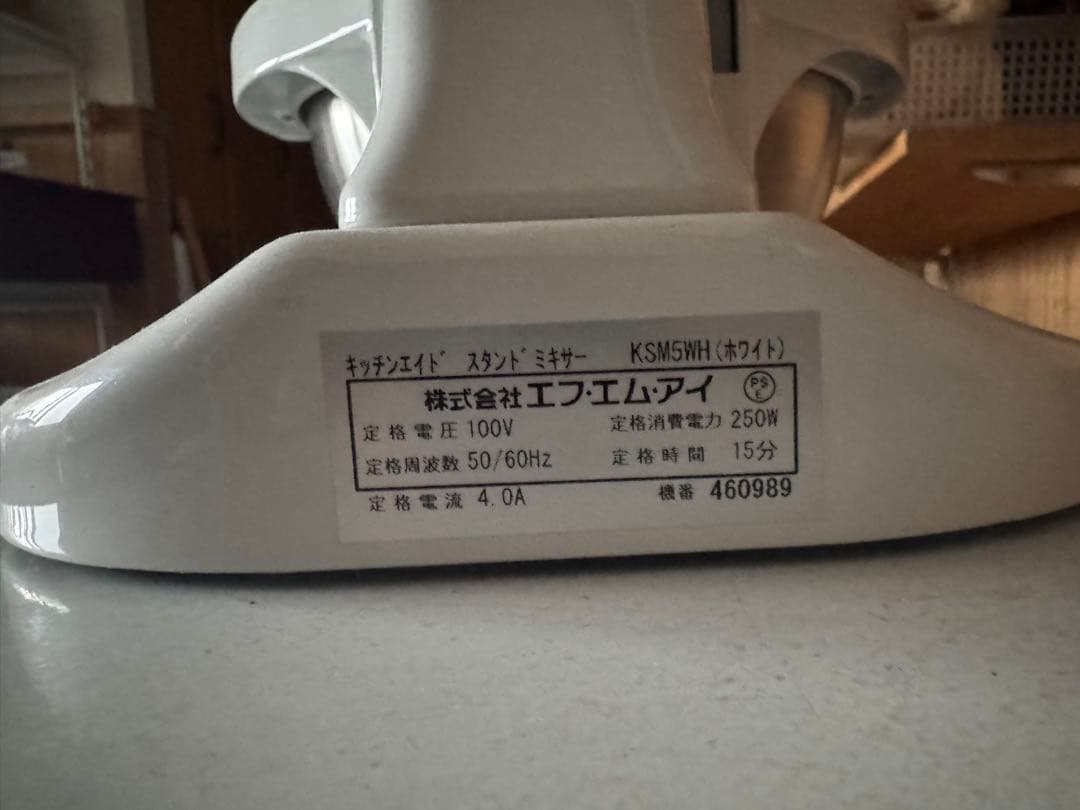 キッチンエイド スタンドミキサー KSM5WH(ホワイト)
株式会社エフ・エム・アイ PSE
定格電圧 100V 定格消費電力 250W
定格周波数 50/60Hz 定格時間 15分
定格電流 4.0A 機番 460989